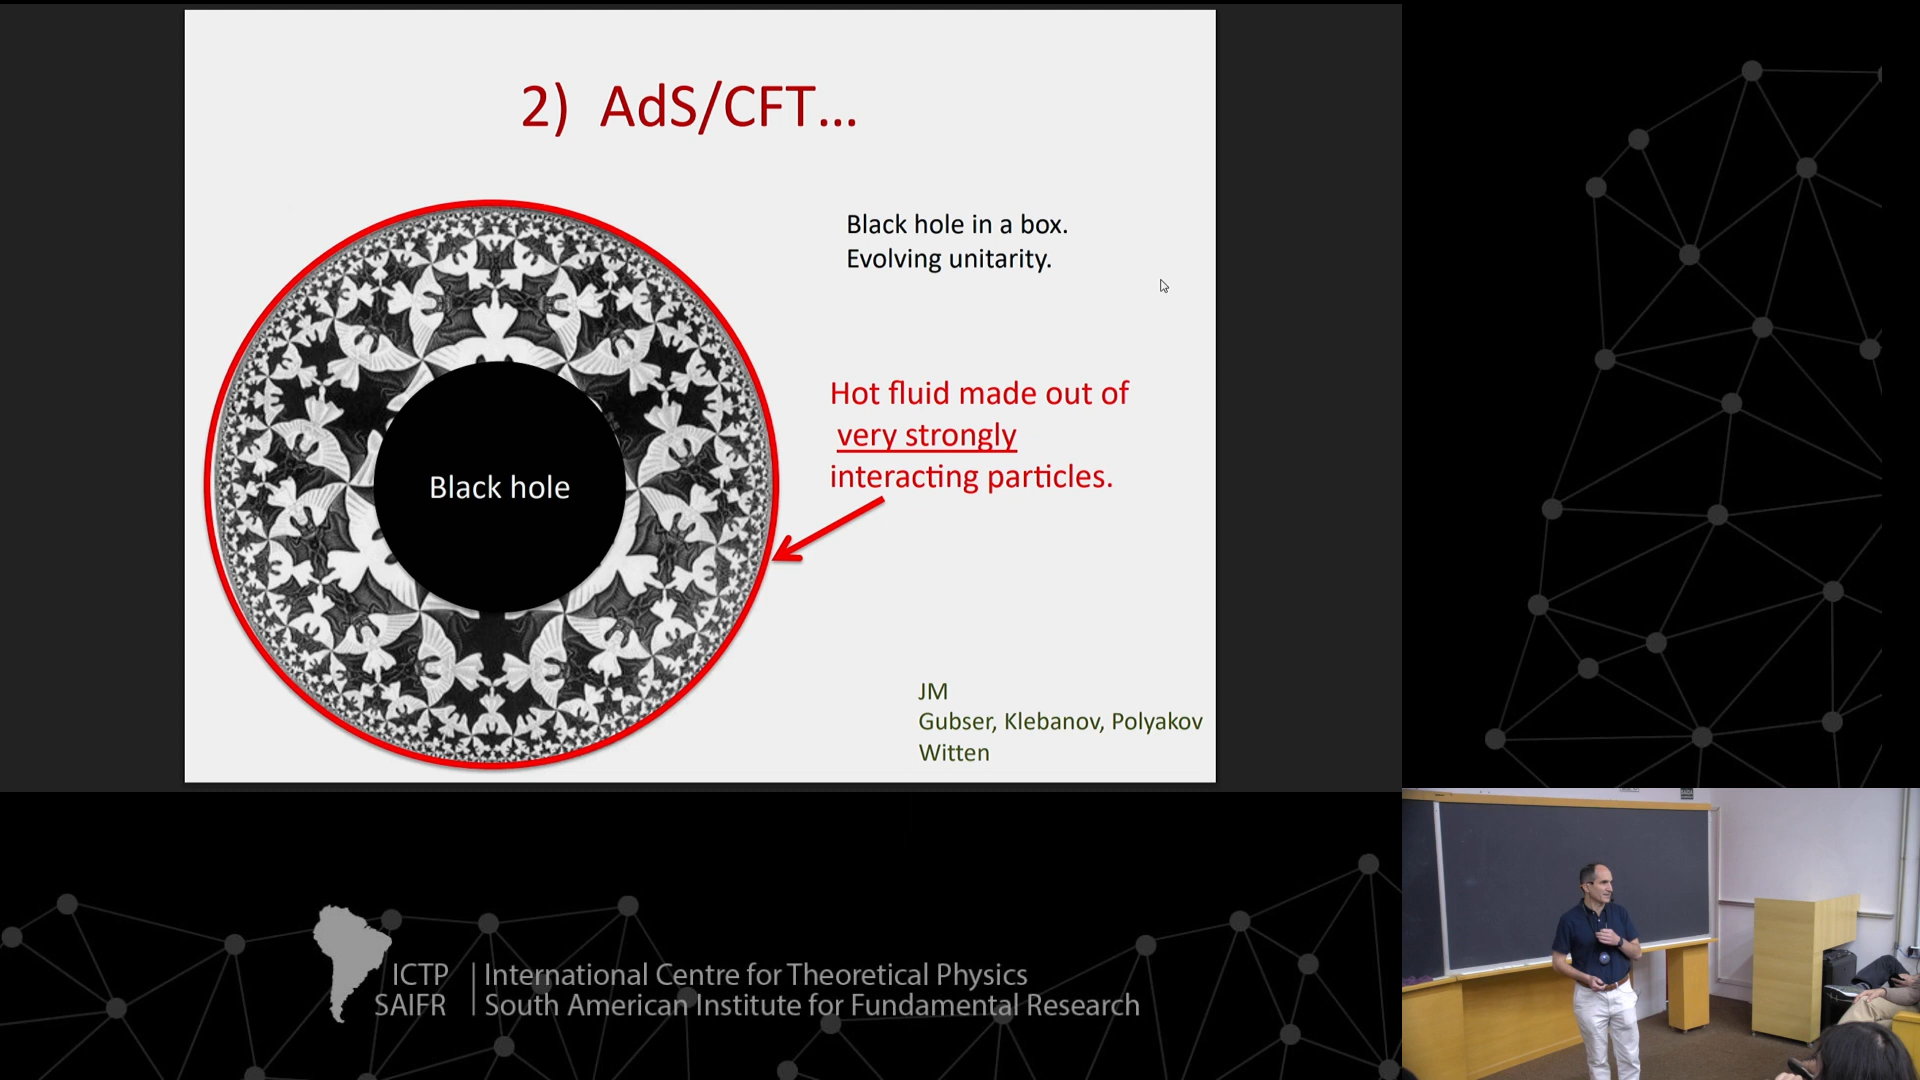 2) AdS/CFT...
Black hole in a box.
Evolving unitarity.
Hot fluid made out of
very strongly
interacting particles.
Black hole
JM
Gubser, Klebanov, Polyakov
Witten
ICTP | International Centre for Theoretical Physics
SAIFR | South American Institute for Fundamental Research